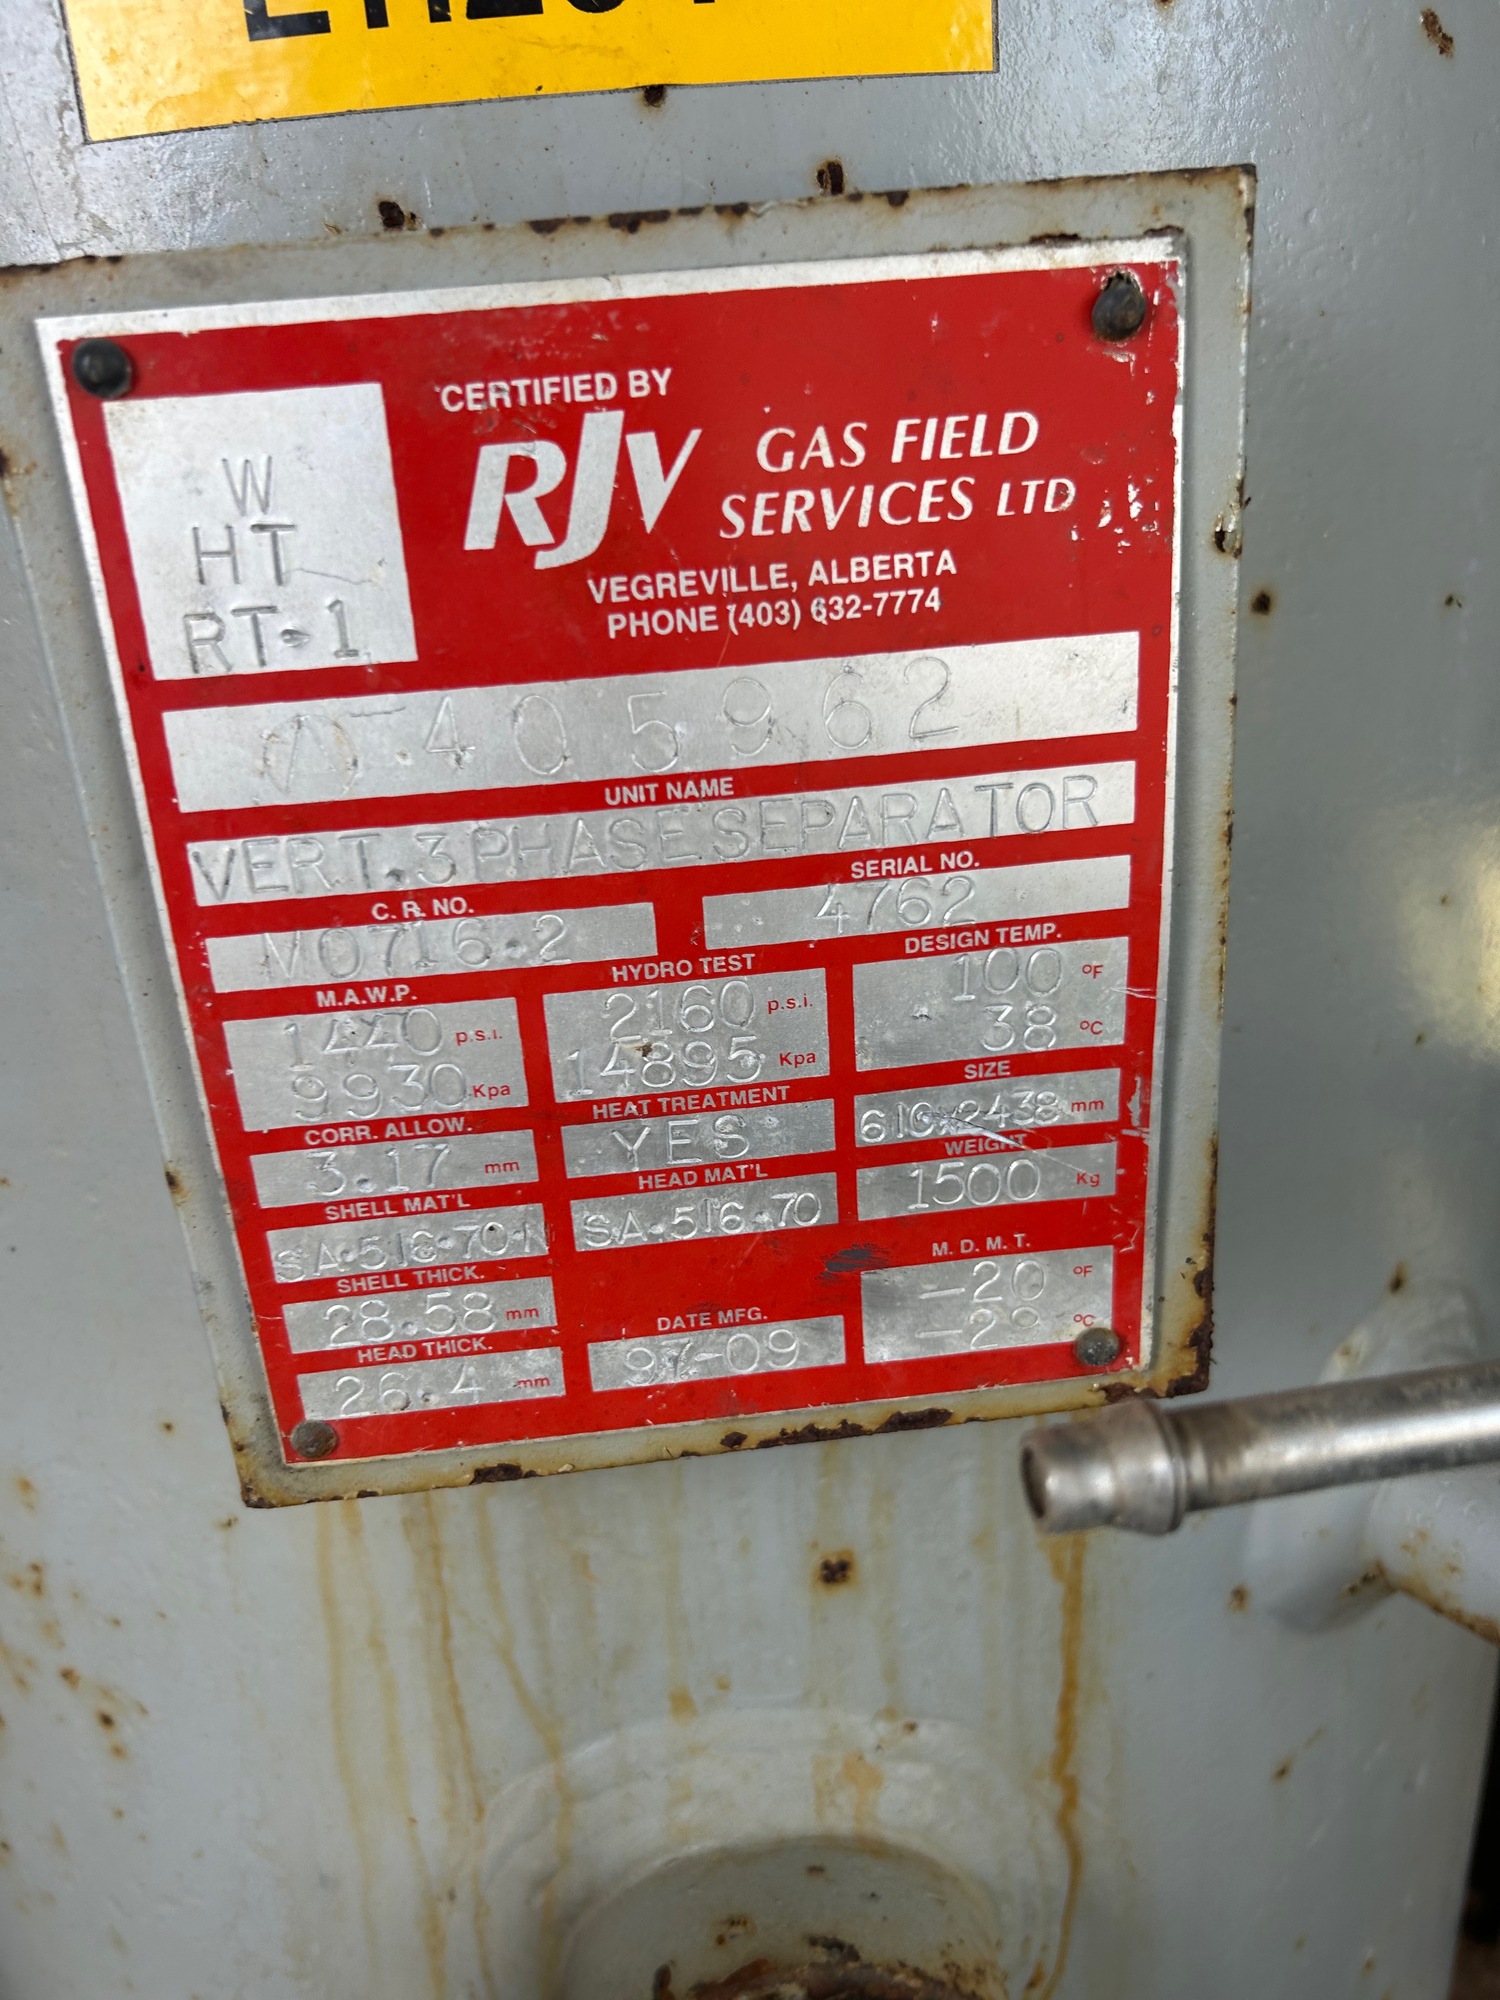 CERTIFIED BY
RJV GAS FIELD
SERVICES LTD
VEGREVILLE, ALBERTA
PHONE (403) 632-7774
W
HT
RT-1
A-405962
UNIT NAME
VERT. 3 PHASE SEPARATOR
C.R. NO.
SERIAL NO.
M0716.2
4762
M.A.W.P.
HYDRO TEST
DESIGN TEMP.
1440 p.s.i.
2160 p.s.i.
100 °F
9930 Kpa
14895 Kpa
38 °C
CORR. ALLOW.
HEAT TREATMENT
SIZE
3.17 mm
YES
610x2438 mm
SHELL MAT'L
HEAD MAT'L
WEIGHT
SA-516-70-N
SA-516-70
1500 Kg
SHELL THICK.
28.58 mm
HEAD THICK.
26.4 mm
DATE MFG.
97-09
M. D. M. T.
-20 °F
-29 °C